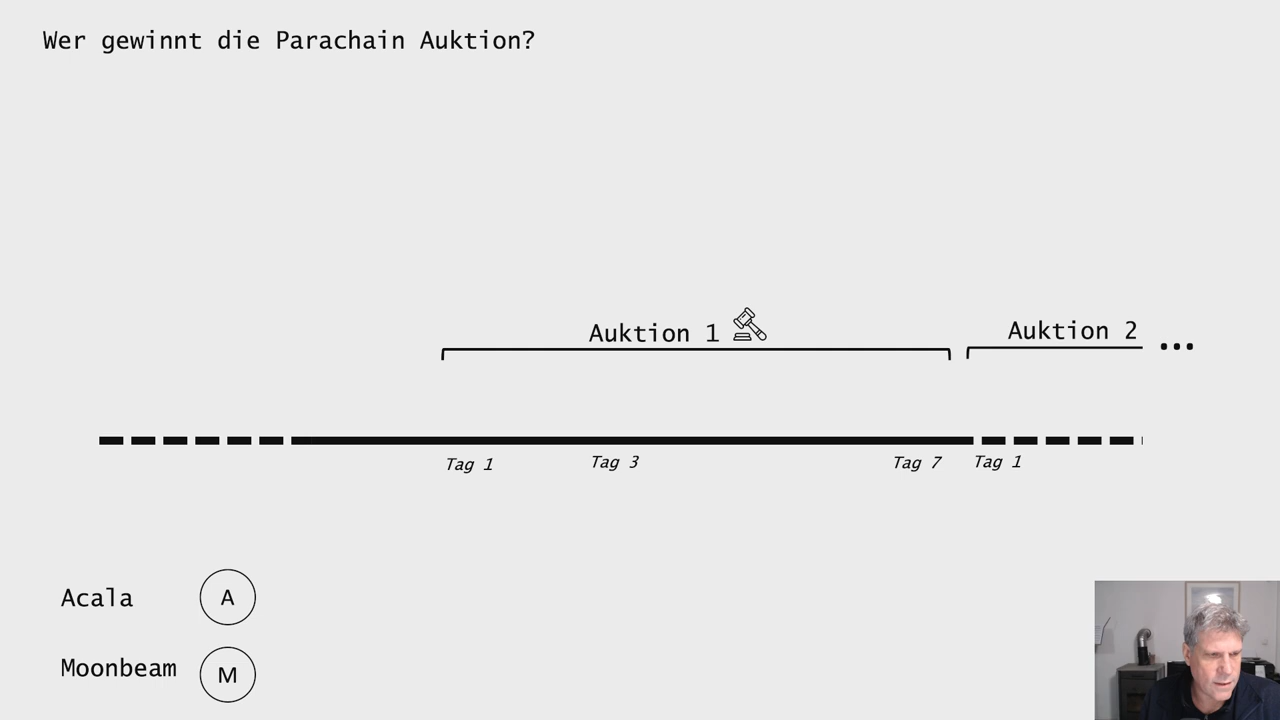 Wer gewinnt die Parachain Auktion?
Auktion 1
Auktion 2
...
Tag 1
Tag 3
Tag 7
Tag 1
Acala
A
Moonbeam
M